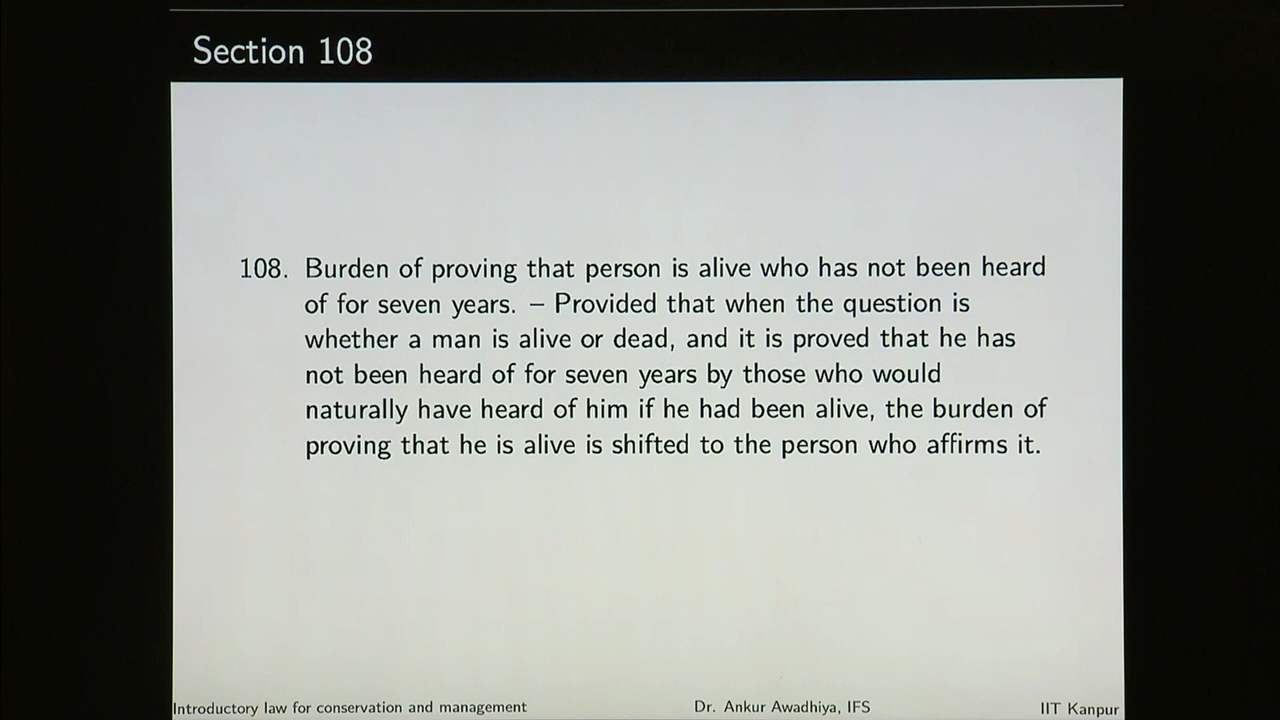 Section 108
108. Burden of proving that person is alive who has not been heard
of for seven years. – Provided that when the question is
whether a man is alive or dead, and it is proved that he has
not been heard of for seven years by those who would
naturally have heard of him if he had been alive, the burden of
proving that he is alive is shifted to the person who affirms it.
Introductory law for conservation and management Dr. Ankur Awadhiya, IFS IIT Kanpur